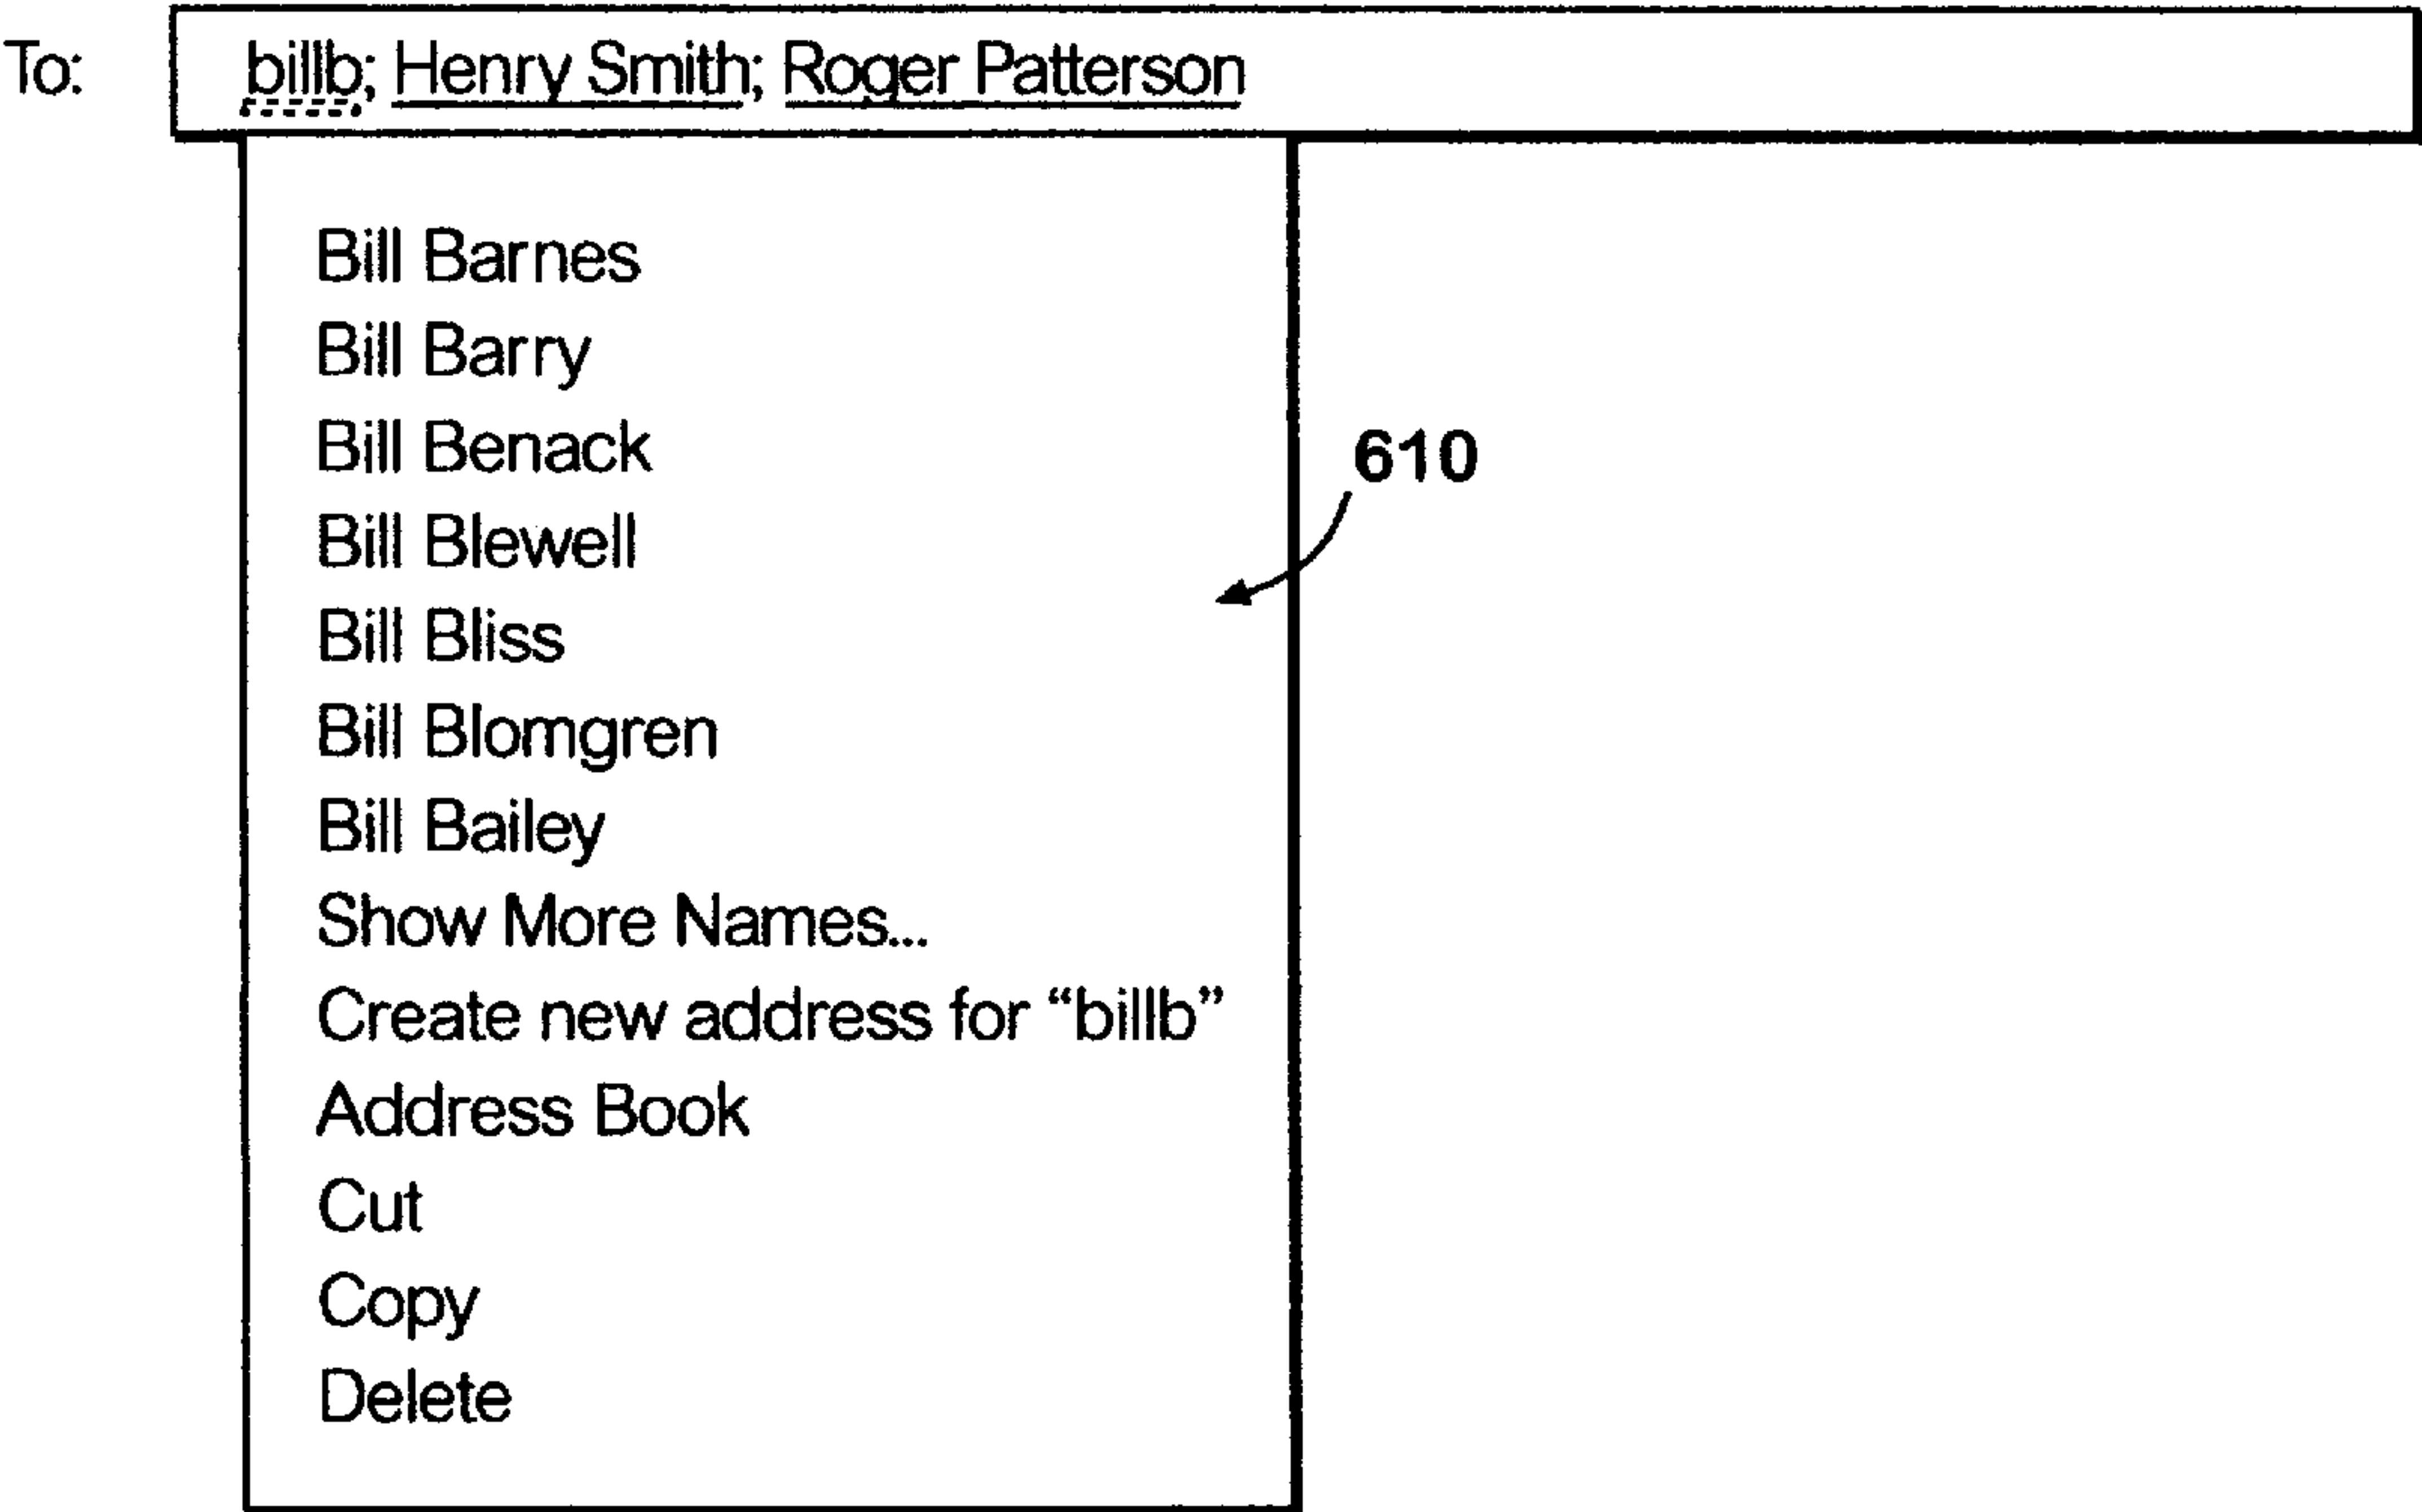 To: billb; Henry Smith; Roger Patterson
Bill Barnes
Bill Barry
Bill Benack
610
Bill Blewell
Bill Bliss
Bill Blomgren
Bill Bailey
Show More Names...
Create new address for “billb”
Address Book
Cut
Copy
Delete